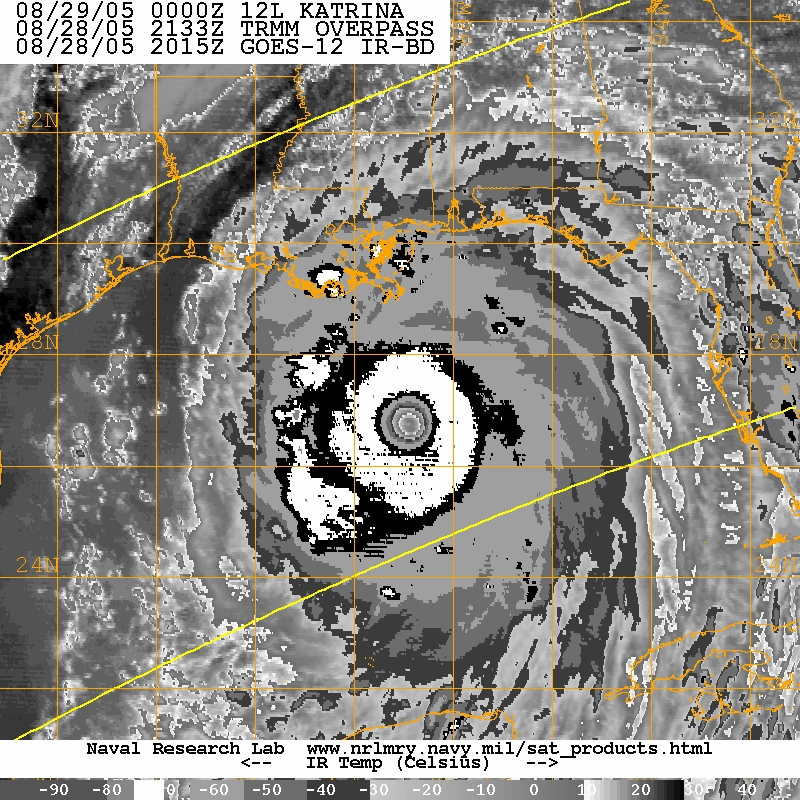 08/29/05 0000Z 12L KATRINA
08/28/05 2133Z TRMM OVERPASS
08/28/05 2015Z GOES-12 IR-BD
32N 32N
28N 28N
24N 24N
Naval Research Lab www.nrlmry.navy.mil/sat_products.html
<-- IR Temp (Celsius) -->
-90 -80 -60 -50 -40 -30 -20 -10 0 10 20 30 40